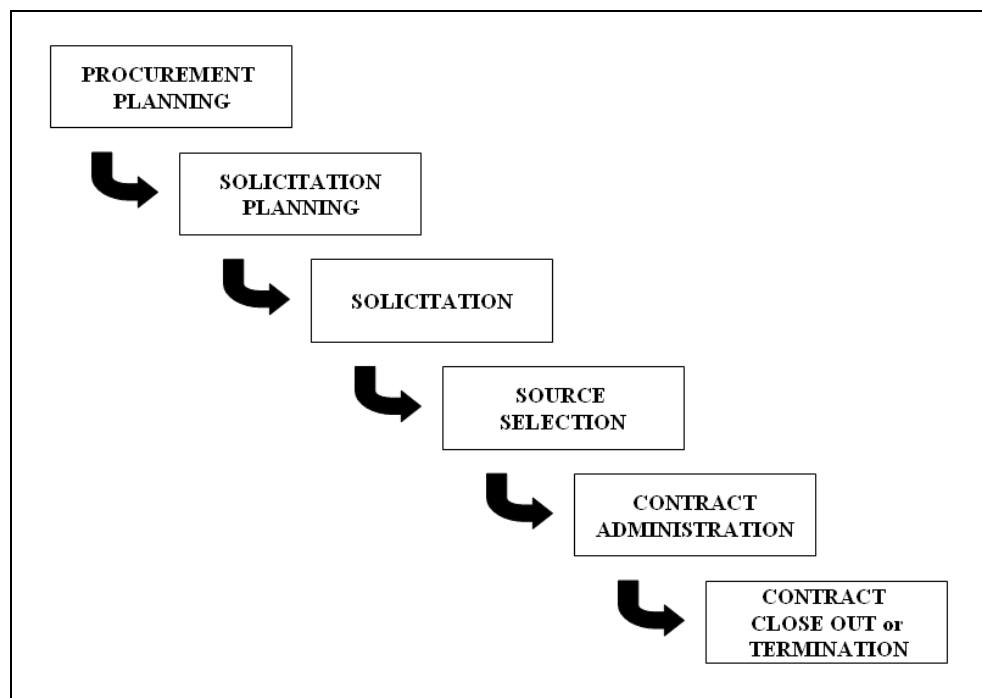 PROCUREMENT
PLANNING
SOLICITATION
PLANNING
SOLICITATION
SOURCE
SELECTION
CONTRACT
ADMINISTRATION
CONTRACT
CLOSE OUT or
TERMINATION